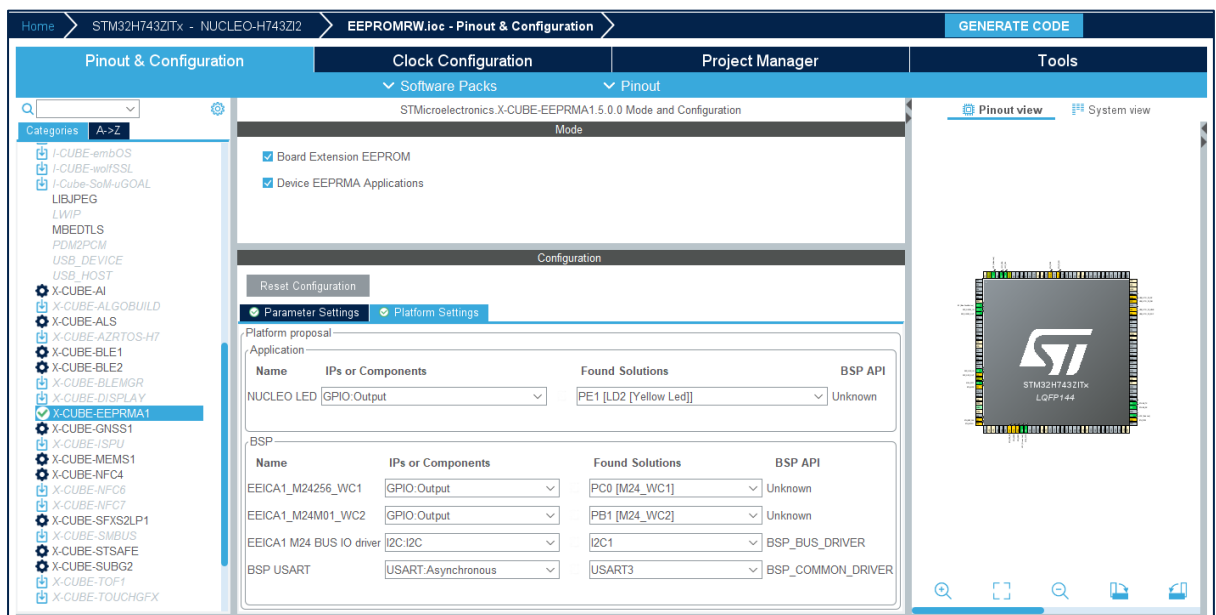 Home STM32H743ZITx - NUCLEO-H743ZI2 EEPROMRW.ioc - Pinout & Configuration GENERATE CODE
Pinout & Configuration Clock Configuration Project Manager Tools
Software Packs Pinout
STMicroelectronics.X-CUBE-EEPRMA1.5.0.0 Mode and Configuration
Mode
Categories A->Z
I-CUBE-embOS
I-CUBE-wolfSSL
I-Cube-SoM-uGOAL
LIBJPEG
LWIP
MBEDTLS
PDM2PCM
USB_DEVICE
USB_HOST
X-CUBE-AI
X-CUBE-ALGOBUILD
X-CUBE-ALS
X-CUBE-AZRTOS-H7
X-CUBE-BLE1
X-CUBE-BLE2
X-CUBE-BLEMGR
X-CUBE-DISPLAY
X-CUBE-EEPRMA1
X-CUBE-GNSS1
X-CUBE-ISPU
X-CUBE-MEMS1
X-CUBE-NFC4
X-CUBE-NFC6
X-CUBE-NFC7
X-CUBE-SFXS2LP1
X-CUBE-SMBUS
X-CUBE-STSAFE
X-CUBE-SUBG2
X-CUBE-TOF1
X-CUBE-TOUCHGFX
Board Extension EEPROM
Device EEPRMA Applications
Configuration
Reset Configuration
Parameter Settings Platform Settings
Platform proposal
Application
Name IPs or Components Found Solutions BSP API
NUCLEO LED GPIO:Output PE1 [LD2 [Yellow Led]] Unknown
BSP
Name IPs or Components Found Solutions BSP API
EEICA1_M24256_WC1 GPIO:Output PC0 [M24_WC1] Unknown
EEICA1_M24M01_WC2 GPIO:Output PB1 [M24_WC2] Unknown
EEICA1 M24 BUS IO driver I2C:I2C I2C1 BSP_BUS_DRIVER
BSP USART USART:Asynchronous USART3 BSP_COMMON_DRIVER
Pinout view System view
STM32H743ZITx
LQFP144